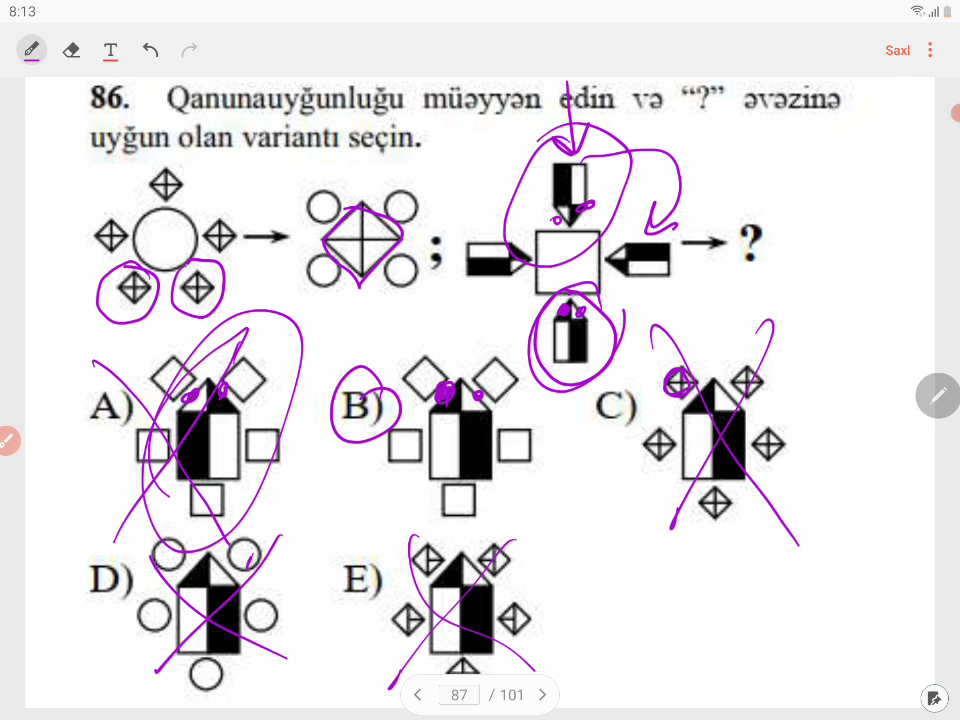 8:13
T
Saxl
86. Qanunauyğunluğu müəyyən edin və “?” əvəzinə
uyğun olan variantı seçin.
; ?
A) B) C)
D) E)
87 / 101